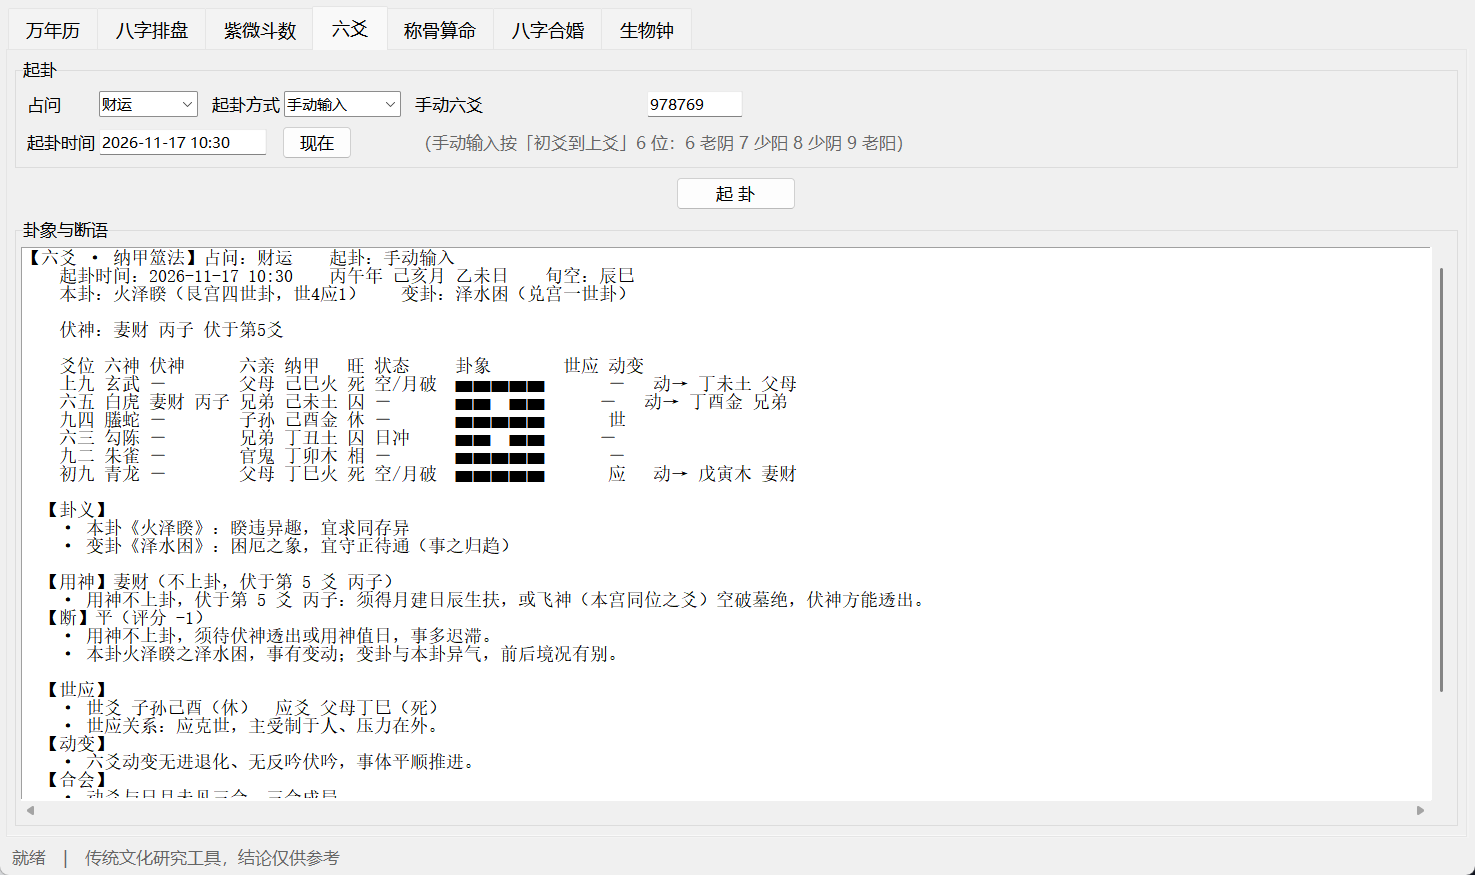 万年历 八字排盘 紫微斗数 六爻 称骨算命 八字合婚 生物钟
起卦
占问 财运 起卦方式 手动输入 手动六爻 978769
起卦时间 2026-11-17 10:30 现在 (手动输入按「初爻到上爻」6 位：6 老阴 7 少阳 8 少阴 9 老阳)
起 卦
卦象与断语
【六爻 · 纳甲筮法】占问：财运 起卦：手动输入
起卦时间：2026-11-17 10:30 丙午年 己亥月 乙未日 旬空：辰巳
本卦：火泽睽（艮宫四世卦，世4应1） 变卦：泽水困（兑宫一世卦）
伏神：妻财 丙子 伏于第5爻
爻位 六神 伏神 六亲 纳甲 旺 状态 卦象 世应 动变
上九 玄武 — 父母 己巳火 死 空/月破 — 动→ 丁未土 父母
六五 白虎 妻财 丙子 兄弟 己未土 囚 — — 动→ 丁酉金 兄弟
九四 螣蛇 — 子孙 己酉金 休 — 世
六三 勾陈 — 兄弟 丁丑土 囚 日冲 —
九二 朱雀 — 官鬼 丁卯木 相 — —
初九 青龙 — 父母 丁巳火 死 空/月破 应 动→ 戊寅木 妻财
【卦义】
· 本卦《火泽睽》：睽违异趣，宜求同存异
· 变卦《泽水困》：困厄之象，宜守正待通（事之归趋）
【用神】妻财（不上卦，伏于第 5 爻 丙子）
· 用神不上卦，伏于第 5 爻 丙子：须得月建日辰生扶，或飞神（本宫同位之爻）空破墓绝，伏神方能透出。
【断】平（评分 -1）
· 用神不上卦，须待伏神透出或用神值日，事多迟滞。
· 本卦火泽睽之泽水困，事有变动；变卦与本卦异气，前后境况有别。
【世应】
· 世爻 子孙己酉（休） 应爻 父母丁巳（死）
· 世应关系：应克世，主受制于人、压力在外。
【动变】
· 六爻动变无进退化、无反吟伏吟，事体平顺推进。
【合会】
· 动爻与日月未见三合、三会成局
就绪 | 传统文化研究工具，结论仅供参考